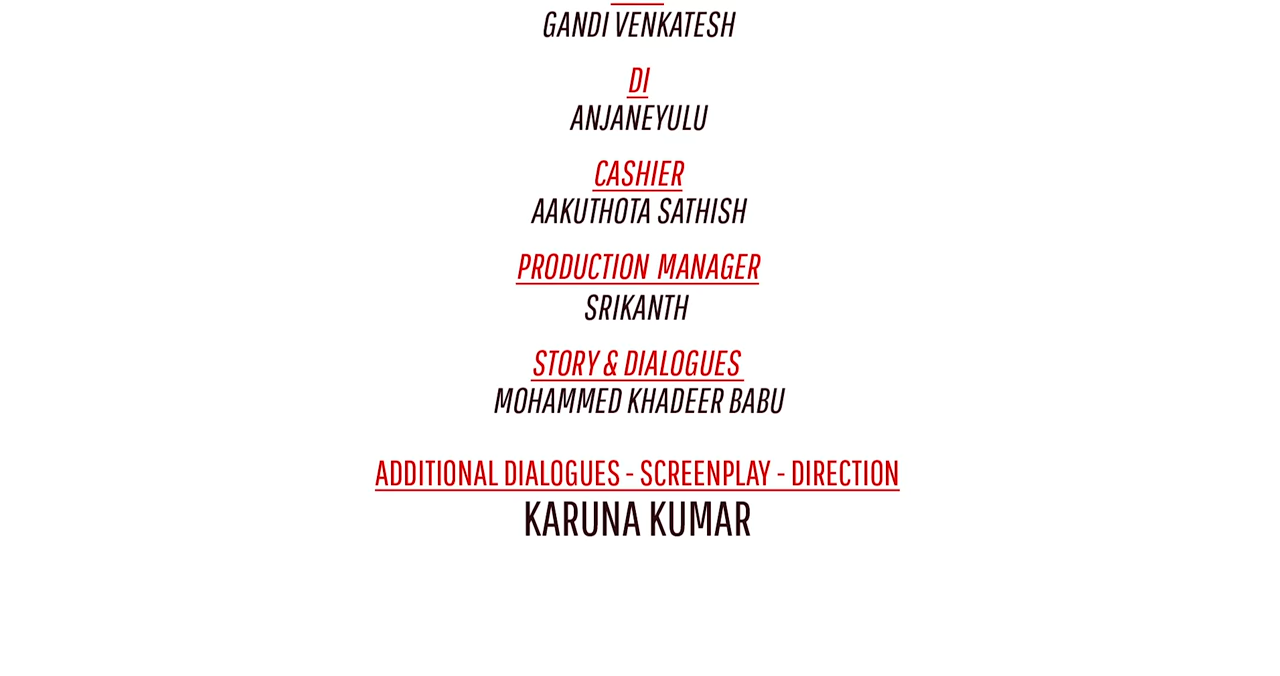 GANDI VENKATESH
DI
ANJANEYULU
CASHIER
AAKUTHOTA SATHISH
PRODUCTION MANAGER
SRIKANTH
STORY & DIALOGUES
MOHAMMED KHADEER BABU
ADDITIONAL DIALOGUES - SCREENPLAY - DIRECTION
KARUNA KUMAR